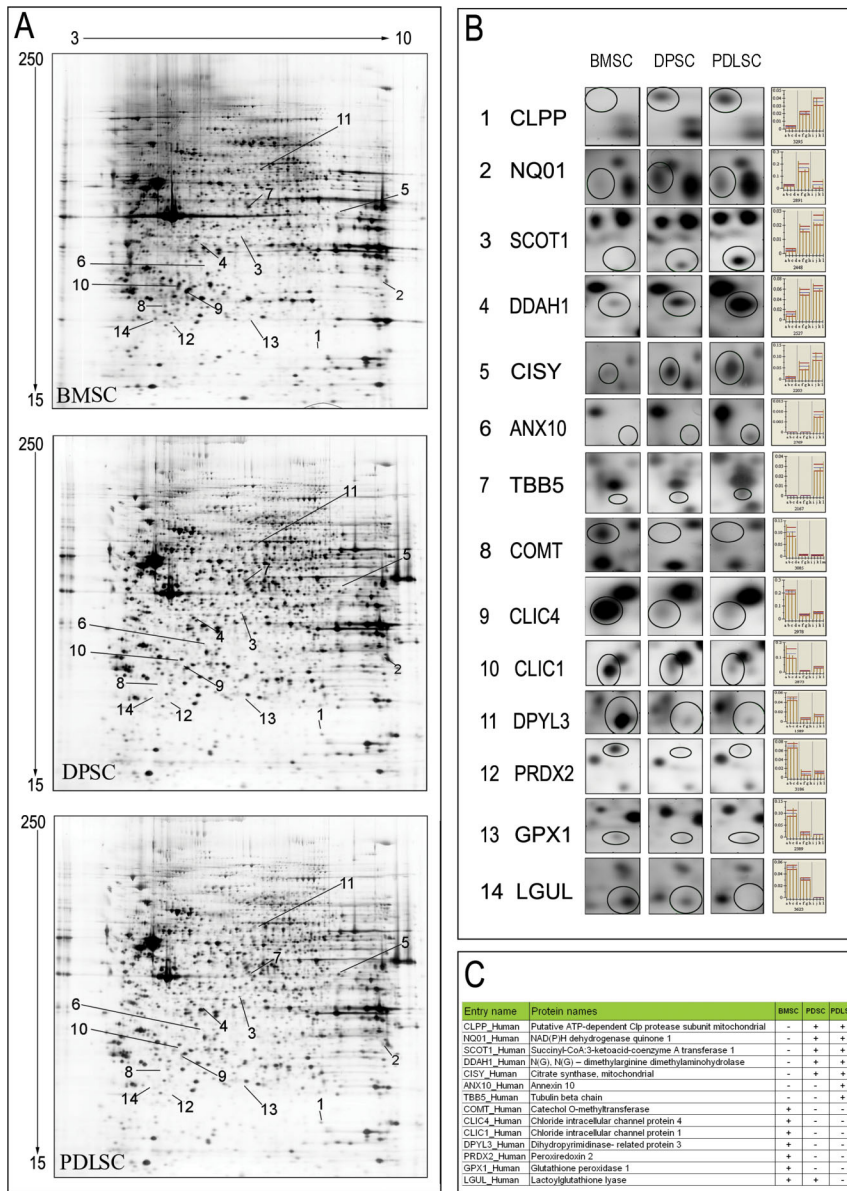 A
3 10
250
11
7
5
6
4
3
10
2
8
9
14
12
13
1
15
BMSC
250
11
7
5
6
4
3
10
2
8
9
14
12
13
1
15
DPSC
250
11
7
5
6
4
3
10
2
8
9
14
12
13
1
15
PDLSC
B
BMSC DPSC PDLSC
1 CLPP
2 NQ01
3 SCOT1
4 DDAH1
5 CISY
6 ANX10
7 TBB5
8 COMT
9 CLIC4
10 CLIC1
11 DPYL3
12 PRDX2
13 GPX1
14 LGUL
C
Entry name Protein names BMSC PDSC PDLS
CLPP_Human Putative ATP-dependent Clp protease subunit mitochondrial - + +
NQ01_Human NAD(P)H dehydrogenase quinone 1 - + +
SCOT1_Human Succinyl-CoA:3-ketoacid-coenzyme A transferase 1 - + +
DDAH1_Human N(G), N(G) – dimethylarginine dimethylaminohydrolase - + +
CISY_Human Citrate synthase, mitochondrial - + +
ANX10_Human Annexin 10 - - +
TBB5_Human Tubulin beta chain - - +
COMT_Human Catechol O-methyltransferase + - -
CLIC4_Human Chloride intracellular channel protein 4 + - -
CLIC1_Human Chloride intracellular channel protein 1 + - -
DPYL3_Human Dihydropyrimidinase- related protein 3 + - -
PRDX2_Human Peroxiredoxin 2 + - -
GPX1_Human Glutathione peroxidase 1 + - -
LGUL_Human Lactoylglutathione lyase + + -